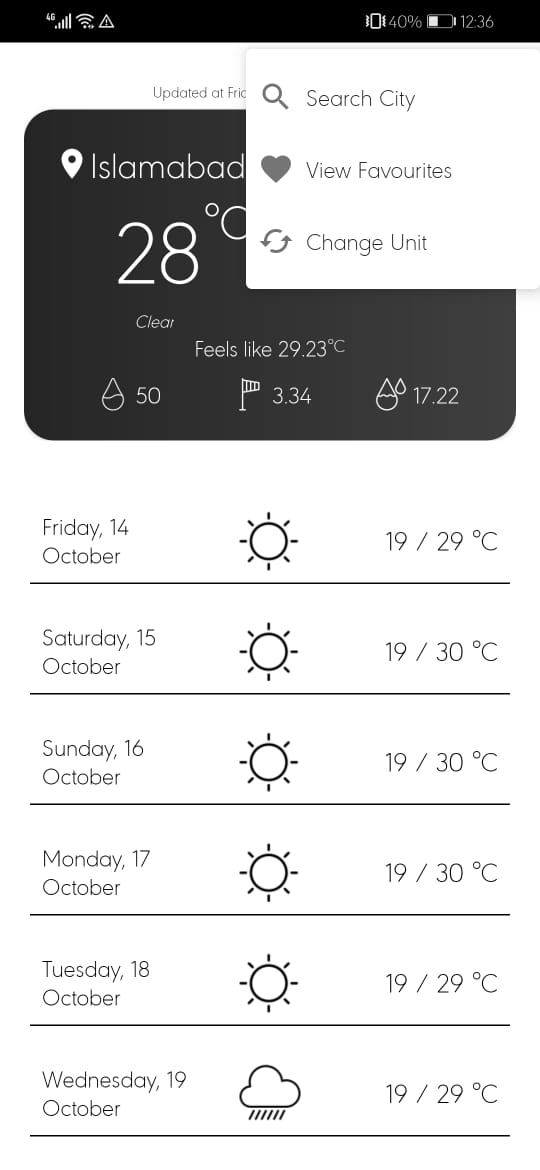 4G 40% 12:36
Updated at Fri
Search City
Islamabad
View Favourites
28 °C
Change Unit
Clear
Feels like 29.23°C
50 3.34 17.22
Friday, 14
October
19 / 29 °C
Saturday, 15
October
19 / 30 °C
Sunday, 16
October
19 / 30 °C
Monday, 17
October
19 / 30 °C
Tuesday, 18
October
19 / 29 °C
Wednesday, 19
October
19 / 29 °C